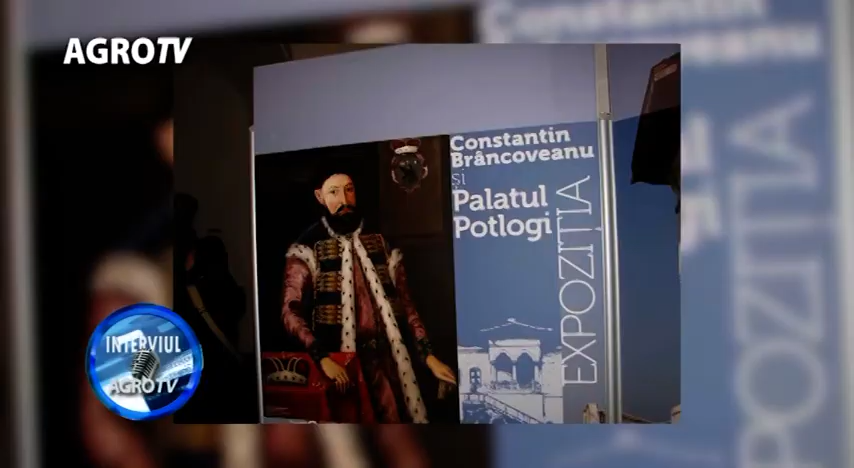 AGROTV
Constantin
Brâncoveanu
și
Palatul
Potlogi
EXPOZIȚIA
INTERVIUL
AGROTV